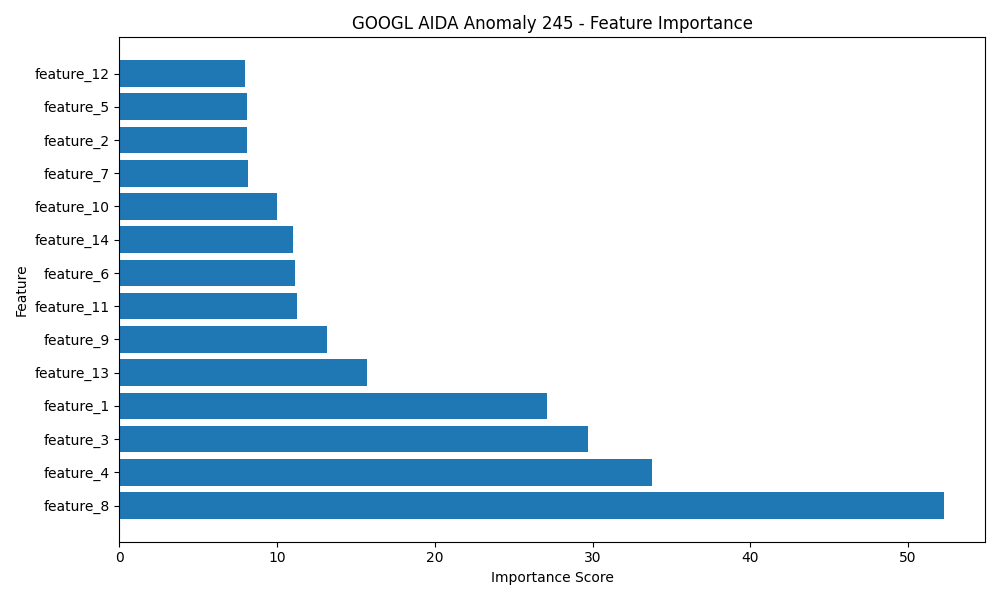 GOOGL AIDA Anomaly 245 - Feature Importance
feature_12
feature_5
feature_2
feature_7
feature_10
feature_14
feature_6
feature_11
feature_9
feature_13
feature_1
feature_3
feature_4
feature_8
Feature
0 10 20 30 40 50
Importance Score